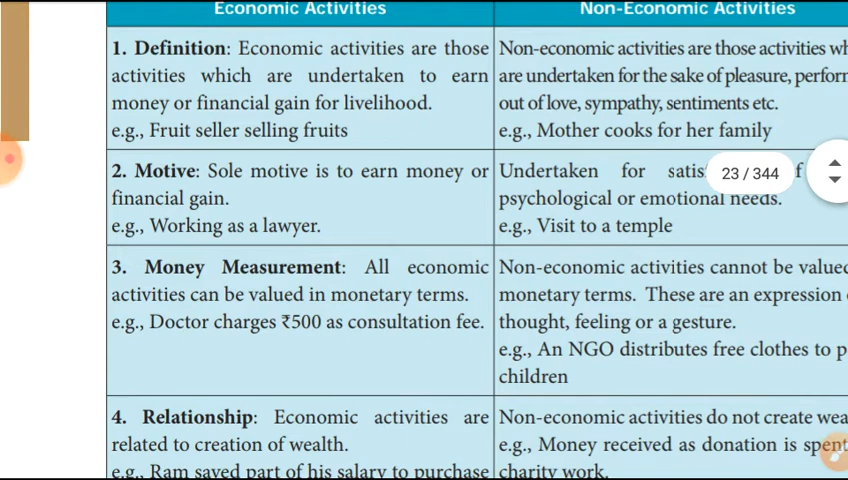 Economic Activities
Non-Economic Activities
1. Definition: Economic activities are those
activities which are undertaken to earn
money or financial gain for livelihood.
e.g., Fruit seller selling fruits
Non-economic activities are those activities
are undertaken for the sake of pleasure,
out of love, sympathy, sentiments etc.
e.g., Mother cooks for her family
2. Motive: Sole motive is to earn money or
financial gain.
e.g., Working as a lawyer.
Undertaken for
psychological or emotional needs.
e.g., Visit to a temple
23 / 344
3. Money Measurement: All economic
activities can be valued in monetary terms.
e.g., Doctor charges ₹500 as consultation fee.
Non-economic activities cannot be valued
monetary terms. These are an expression
thought, feeling or a gesture.
e.g., An NGO distributes free clothes to
children
4. Relationship: Economic activities are
related to creation of wealth.
e.g., Ram saved part of his salary to purchase
Non-economic activities do not create
e.g., Money received as donation is spent
charity work.